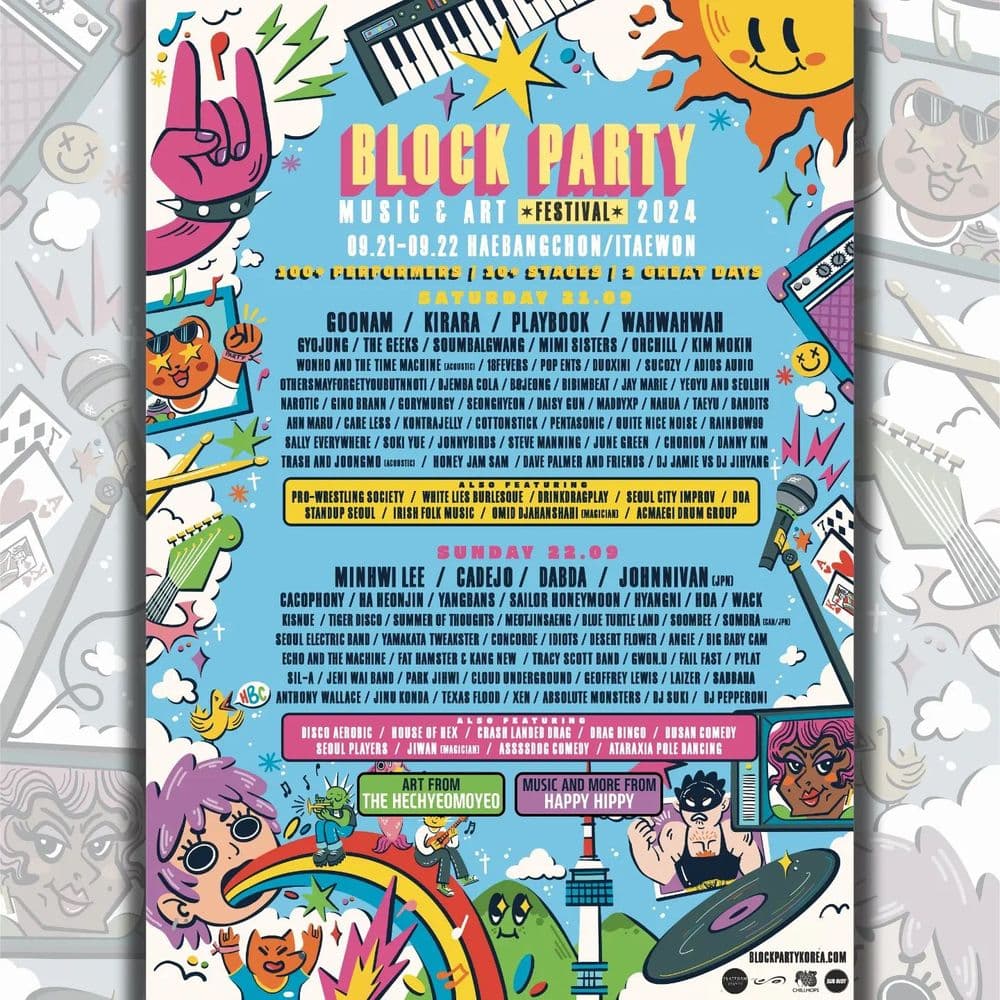 BLOCK PARTY
MUSIC & ART *FESTIVAL* 2024
09.21-09.22 HAEBANGCHON/ITAEWON
100+ PERFORMERS | 10+ STAGES | 2 GREAT DAYS
SATURDAY 21.09
GOONAM / KIRARA / PLAYBOOK / WAHWAHWAH
GYOJUNG / THE GEEKS / SOUMBALGWANG / MIMI SISTERS / OHCHILL / KIM MOKIN
WONHO AND THE TIME MACHINE (ACOUSTIC) / 18FEVERS / POP ENTS / DUOXINI / SUCOZY / ADIOS AUDIO
OTHERSMAYFORGETYOUBUTNNOTI / DJEMBA COLA / BOJEONG / BIBIMBEAT / JAY MARIE / YEOYU AND SEOLBIN
NAROTIC / GINO BRANN / GORYMURGY / SEONGHYEON / DAISY GUN / MADDYXP / NAHUA / TAEYU / BANDITS
AHN MARU / CARE LESS / KONTRAJELLY / COTTONSTICK / PENTASONIC / QUITE NICE NOISE / RAINBOW99
SALLY EVERYWHERE / SOKI YUE / JONNYBIRDS / STEVE MANNING / JUNE GREEN / CHORION / DANNY KIM
TRASH AND JOONGMO (ACOUSTIC) / HONEY JAM SAM / DAVE PALMER AND FRIENDS / DJ JAMIE VS DJ JIHYANG
ALSO FEATURING
PRO-WRESTLING SOCIETY / WHITE LIES BURLESQUE / DRINKDRAGPLAY / SEOUL CITY IMPROV / DOA
STANDUP SEOUL / IRISH FOLK MUSIC / OMID DJAHANSHAHI (MAGICIAN) / ACMAEGI DRUM GROUP
SUNDAY 22.09
MINHWI LEE / CADEJO / DABDA / JOHNNIVAN (JPN)
CACOPHONY / HA HEONJIN / YANGBANS / SAILOR HONEYMOON / HYANGNI / HOA / WACK
KISNUE / TIGER DISCO / SUMMER OF THOUGHTS / MEOTJINSAENG / BLUE TURTLE LAND / SOOMBEE / SOMBRA (CAN/JPN)
SEOUL ELECTRIC BAND / YAMAKATA TWEAKSTER / CONCORDE / IDIOTS / DESERT FLOWER / ANGIE / BIG BABY CAM
ECHO AND THE MACHINE / FAT HAMSTER & KANG NEW / TRACY SCOTT BAND / GWON.U / FAIL FAST / PYLAT
SIL-A / JENI WAI BAND / PARK JIHWI / CLOUD UNDERGROUND / GEOFFREY LEWIS / LAIZER / SADBAHA
ANTHONY WALLACE / JINU KONDA / TEXAS FLOOD / XEN / ABSOLUTE MONSTERS / DJ SUKI / DJ PEPPERONI
ALSO FEATURING
DISCO AEROBIC / HOUSE OF HEX / CRASH LANDED DRAG / DRAG BINGO / BUSAN COMEDY
SEOUL PLAYERS / JIWAN (MAGICIAN) / ASSSSDOG COMEDY / ATARAXIA POLE DANCING
HBC
ART FROM
THE HECHYEOMOYEO
MUSIC AND MORE FROM
HAPPY HIPPY
BLOCKPARTYKOREA.COM
CHILLHOPS